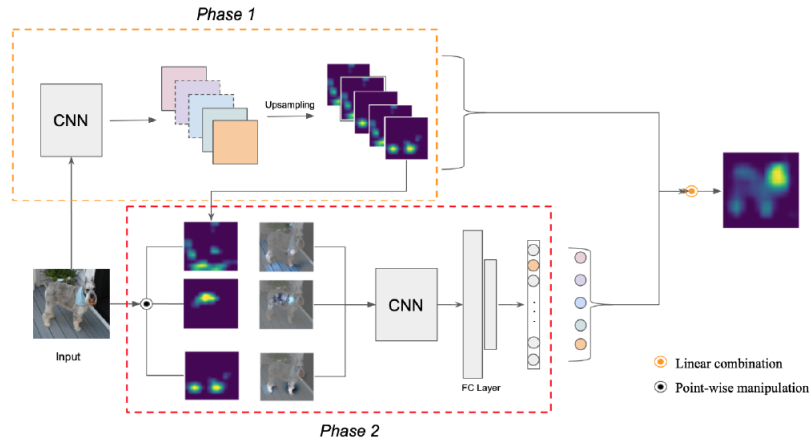 Phase 1
CNN
Upsampling
Input
CNN
FC Layer
Linear combination
Point-wise manipulation
Phase 2